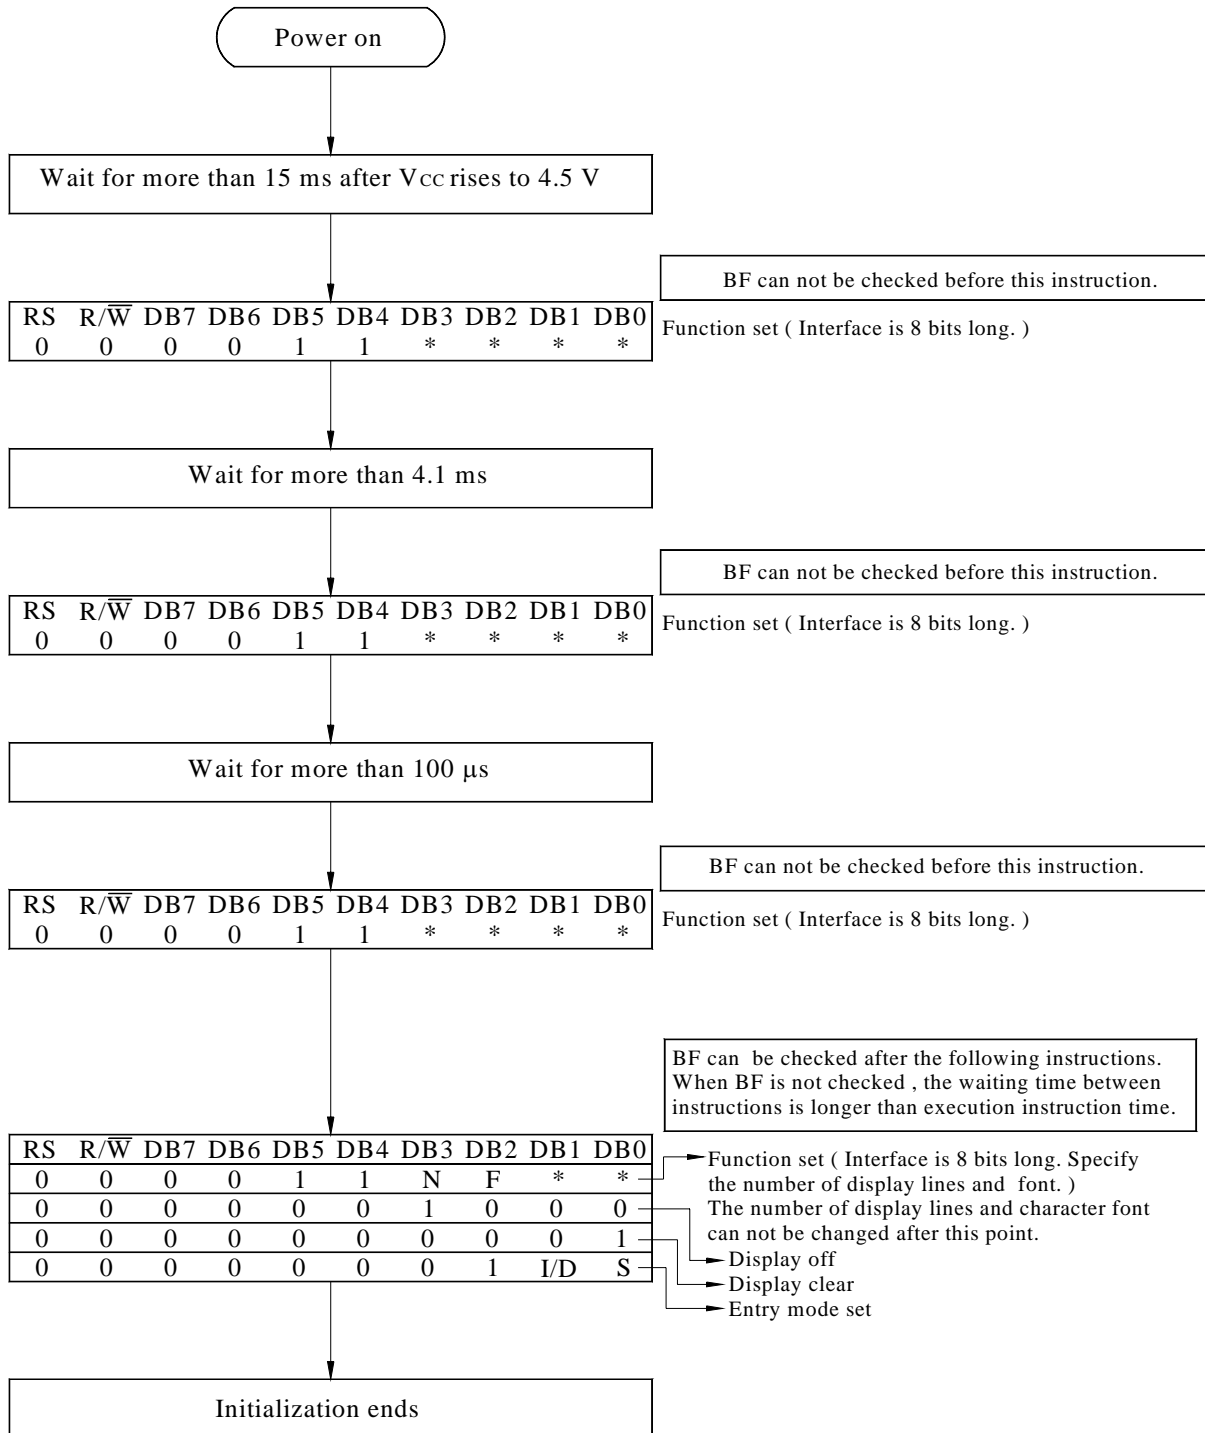 Power on
Wait for more than 15 ms after VCC rises to 4.5 V
BF can not be checked before this instruction.
RS R/W̅ DB7 DB6 DB5 DB4 DB3 DB2 DB1 DB0
0 0 0 0 1 1 * * * *
Function set ( Interface is 8 bits long. )
Wait for more than 4.1 ms
BF can not be checked before this instruction.
RS R/W̅ DB7 DB6 DB5 DB4 DB3 DB2 DB1 DB0
0 0 0 0 1 1 * * * *
Function set ( Interface is 8 bits long. )
Wait for more than 100 µs
BF can not be checked before this instruction.
RS R/W̅ DB7 DB6 DB5 DB4 DB3 DB2 DB1 DB0
0 0 0 0 1 1 * * * *
Function set ( Interface is 8 bits long. )
BF can be checked after the following instructions.
When BF is not checked , the waiting time between
instructions is longer than execution instruction time.
RS R/W̅ DB7 DB6 DB5 DB4 DB3 DB2 DB1 DB0
0 0 0 0 1 1 N F * *
0 0 0 0 0 0 1 0 0 0
0 0 0 0 0 0 0 0 0 1
0 0 0 0 0 0 0 1 I/D S
Function set ( Interface is 8 bits long. Specify
the number of display lines and font. )
The number of display lines and character font
can not be changed after this point.
Display off
Display clear
Entry mode set
Initialization ends